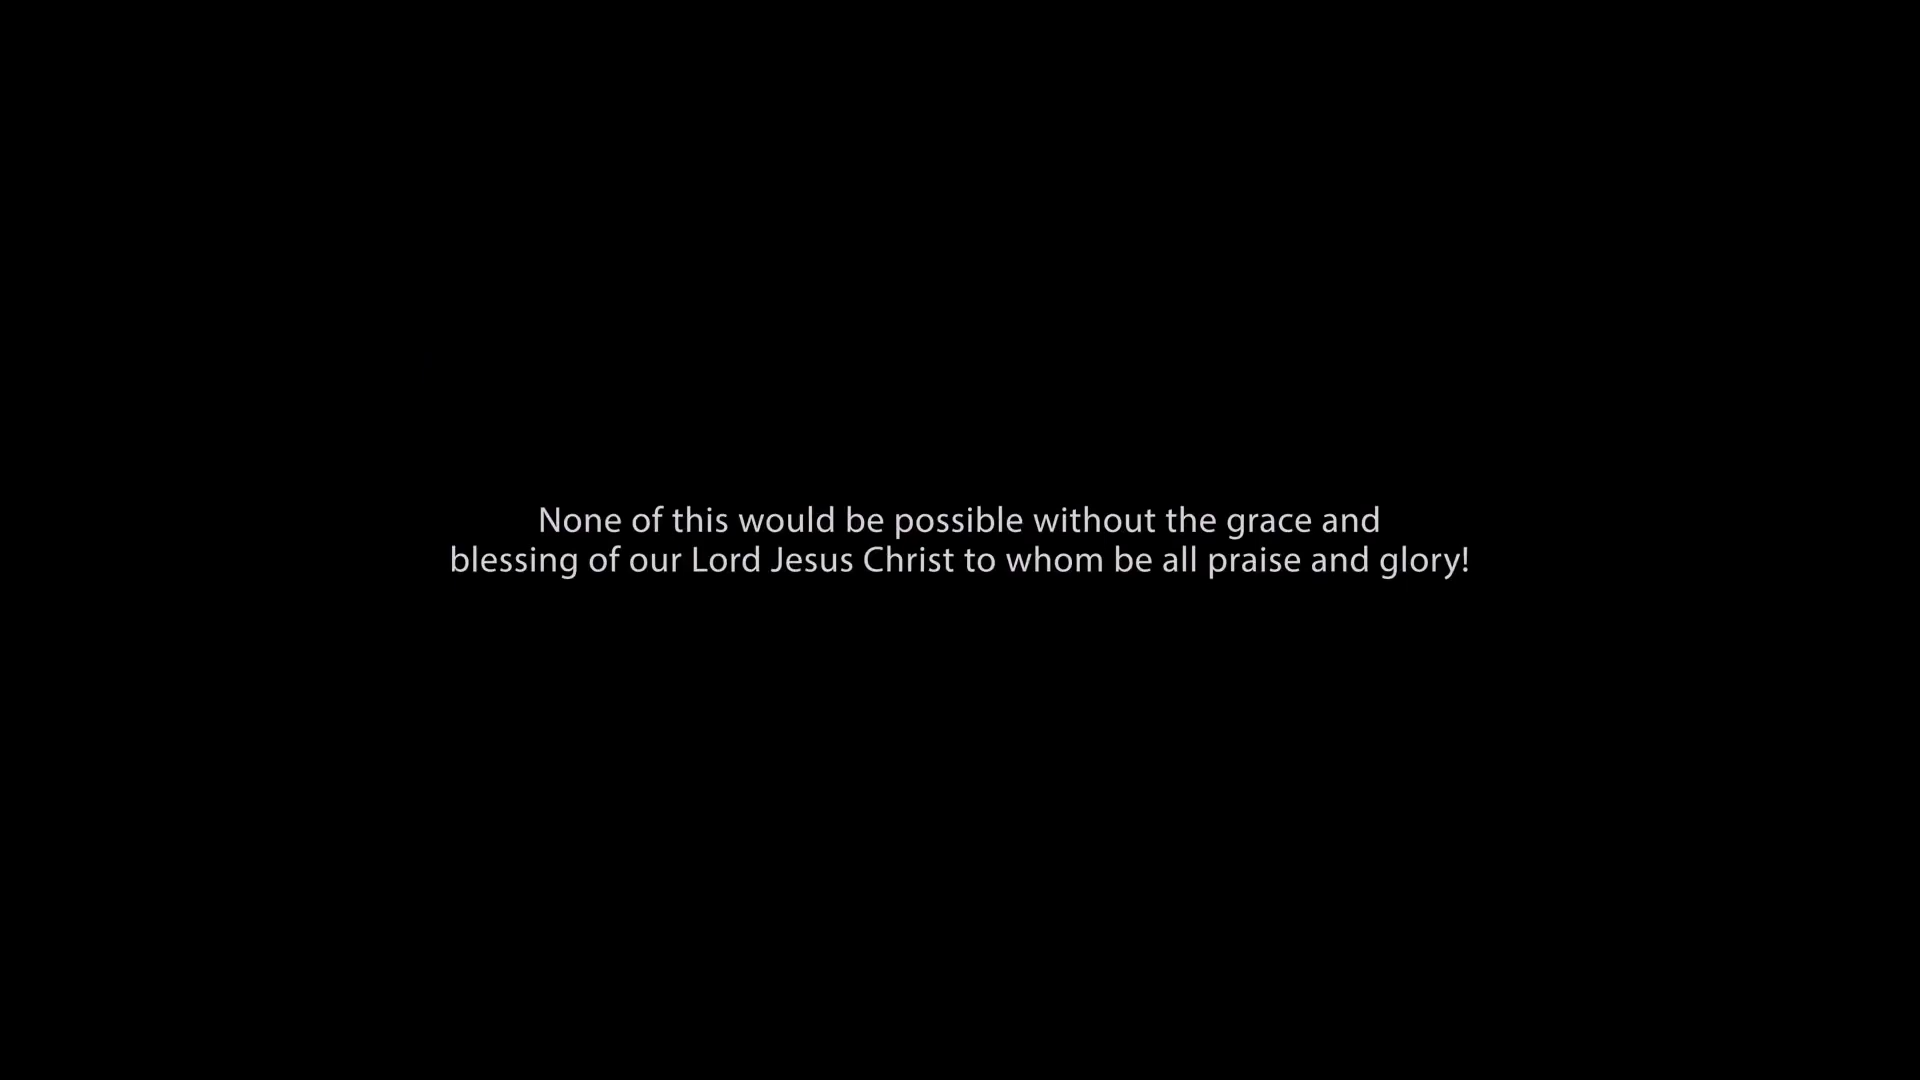 None of this would be possible without the grace and
blessing of our Lord Jesus Christ to whom be all praise and glory!